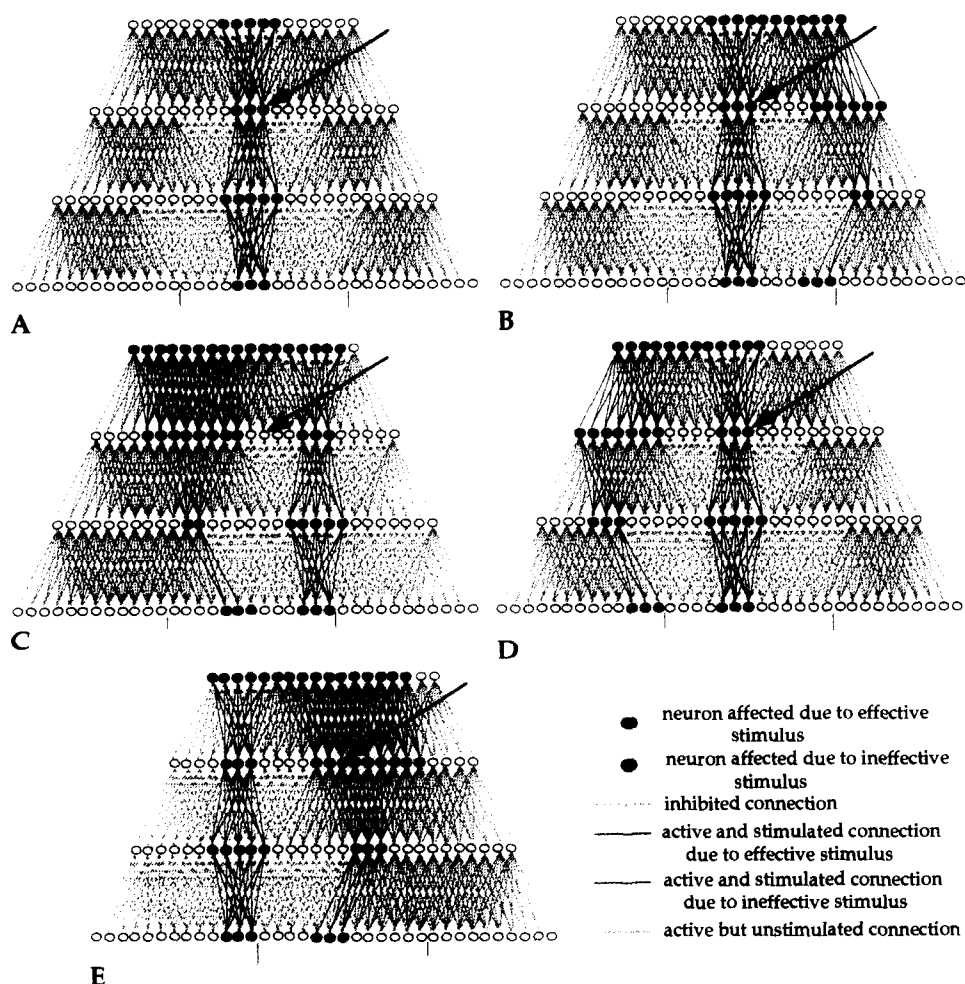 A
B
C
D
E
neuron affected due to effective
stimulus
neuron affected due to ineffective
stimulus
inhibited connection
active and stimulated connection
due to effective stimulus
active and stimulated connection
due to ineffective stimulus
active but unstimulated connection